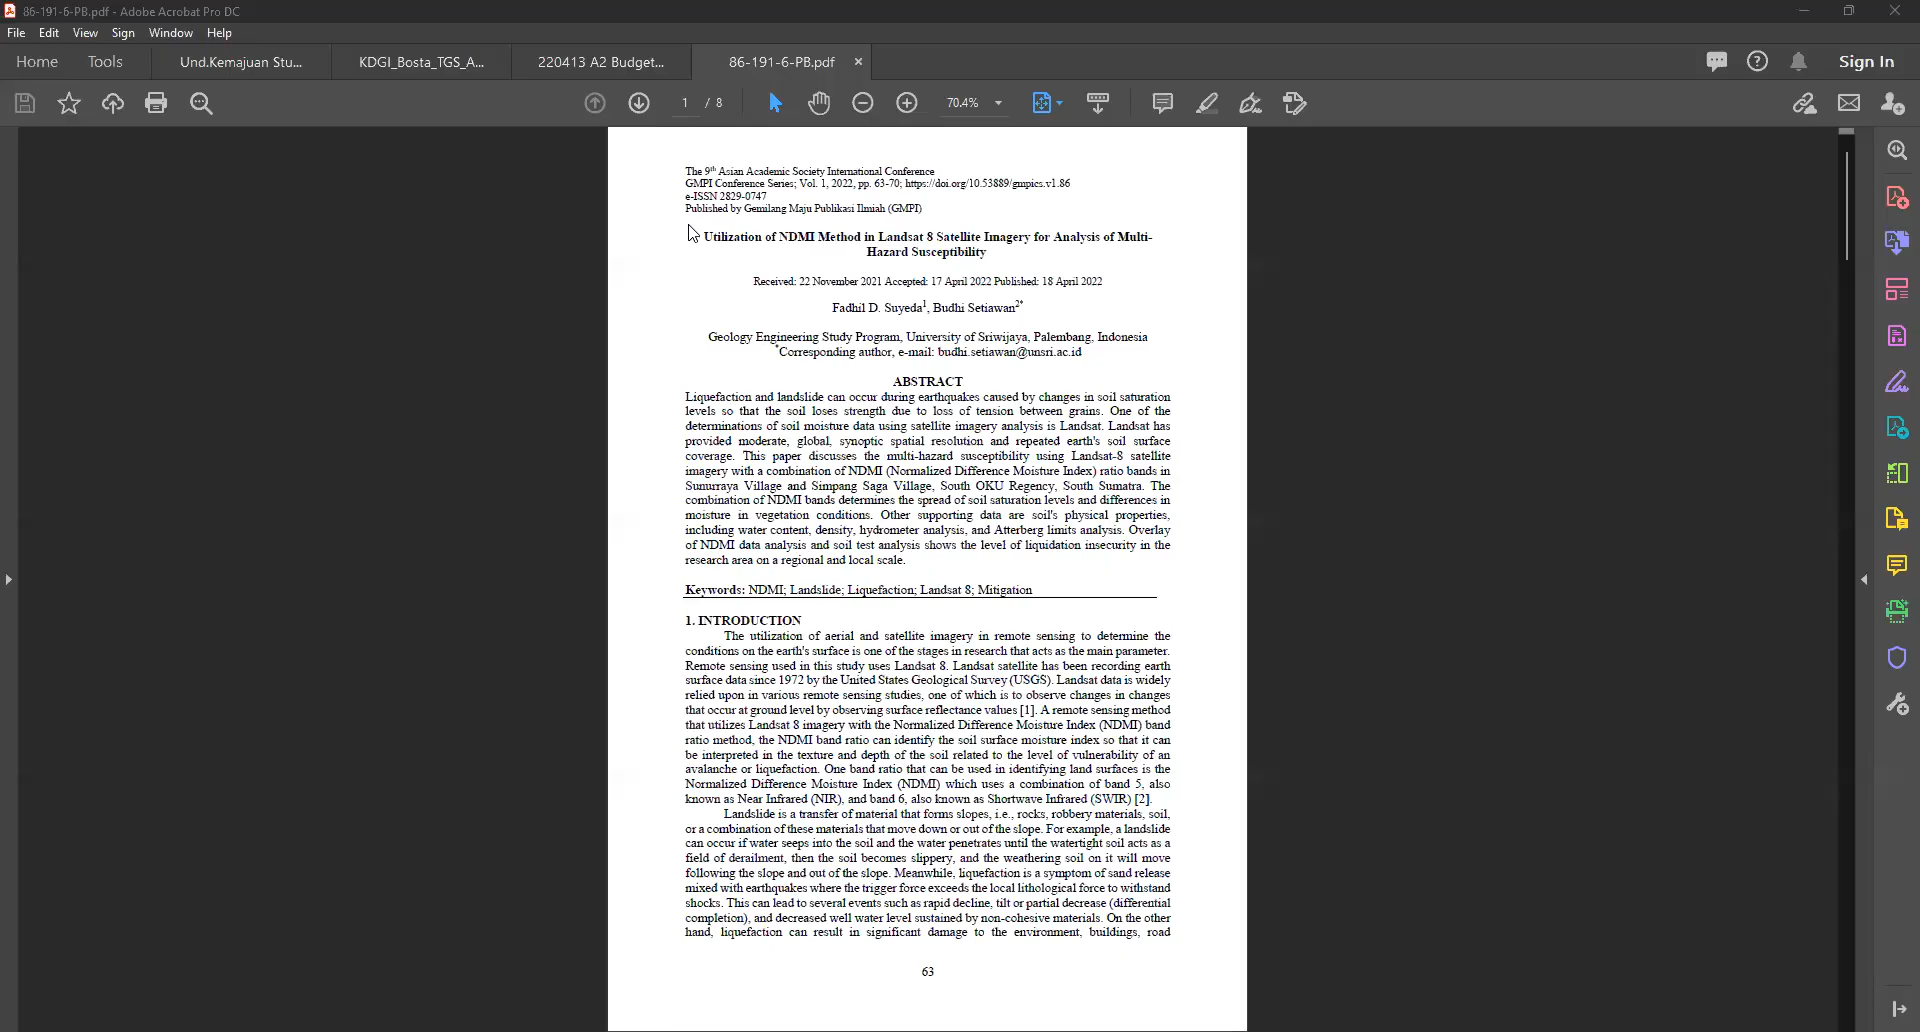 86-191-6-PB.pdf - Adobe Acrobat Pro DC
File Edit View Sign Window Help
Home Tools Und.Kemajuan Stu... KDGI_Bosta_TGS_A... 220413 A2 Budget... 86-191-6-PB.pdf × Sign In
1 / 8 70.4%
The 9th Asian Academic Society International Conference
GMPI Conference Series; Vol. 1, 2022, pp. 63-70; https://doi.org/10.53889/gmpics.v1.86
e-ISSN 2829-0747
Published by Gemilang Maju Publikasi Ilmiah (GMPI)
Utilization of NDMI Method in Landsat 8 Satellite Imagery for Analysis of Multi-
Hazard Susceptibility
Received: 22 November 2021 Accepted: 17 April 2022 Published: 18 April 2022
Fadhil D. Suyeda1, Budhi Setiawan2*
Geology Engineering Study Program, University of Sriwijaya, Palembang, Indonesia
*Corresponding author, e-mail: budhi.setiawan@unsri.ac.id
ABSTRACT
Liquefaction and landslide can occur during earthquakes caused by changes in soil saturation
levels so that the soil loses strength due to loss of tension between grains. One of the
determinations of soil moisture data using satellite imagery analysis is Landsat. Landsat has
provided moderate, global, synoptic spatial resolution and repeated earth's soil surface
coverage. This paper discusses the multi-hazard susceptibility using Landsat-8 satellite
imagery with a combination of NDMI (Normalized Difference Moisture Index) ratio bands in
Sunurraya Village and Simpang Saga Village, South OKU Regency, South Sumatra. The
combination of NDMI bands determines the spread of soil saturation levels and differences in
moisture in vegetation conditions. Other supporting data are soil's physical properties,
including water content, density, hydrometer analysis, and Atterberg limits analysis. Overlay
of NDMI data analysis and soil test analysis shows the level of liquidation insecurity in the
research area on a regional and local scale.
Keywords: NDMI; Landslide; Liquefaction; Landsat 8; Mitigation
1. INTRODUCTION
The utilization of aerial and satellite imagery in remote sensing to determine the
conditions on the earth's surface is one of the stages in research that acts as the main parameter.
Remote sensing used in this study uses Landsat 8. Landsat satellite has been recording earth
surface data since 1972 by the United States Geological Survey (USGS). Landsat data is widely
relied upon in various remote sensing studies, one of which is to observe changes in changes
that occur at ground level by observing surface reflectance values [1]. A remote sensing method
that utilizes Landsat 8 imagery with the Normalized Difference Moisture Index (NDMI) band
ratio method, the NDMI band ratio can identify the soil surface moisture index so that it can
be interpreted in the texture and depth of the soil related to the level of vulnerability of an
avalanche or liquefaction. One band ratio that can be used in identifying land surfaces is the
Normalized Difference Moisture Index (NDMI) which uses a combination of band 5, also
known as Near Infrared (NIR), and band 6, also known as Shortwave Infrared (SWIR) [2].
Landslide is a transfer of material that forms slopes, i.e., rocks, robbery materials, soil,
or a combination of these materials that move down or out of the slope. For example, a landslide
can occur if water seeps into the soil and the water penetrates until the watertight soil acts as a
field of derailment, then the soil becomes slippery, and the weathering soil on it will move
following the slope and out of the slope. Meanwhile, liquefaction is a symptom of sand release
mixed with earthquakes where the trigger force exceeds the local lithological force to withstand
shocks. This can lead to several events such as rapid decline, tilt or partial decrease (differential
completion), and decreased well water level sustained by non-cohesive materials. On the other
hand, liquefaction can result in significant damage to the environment, buildings, road
63